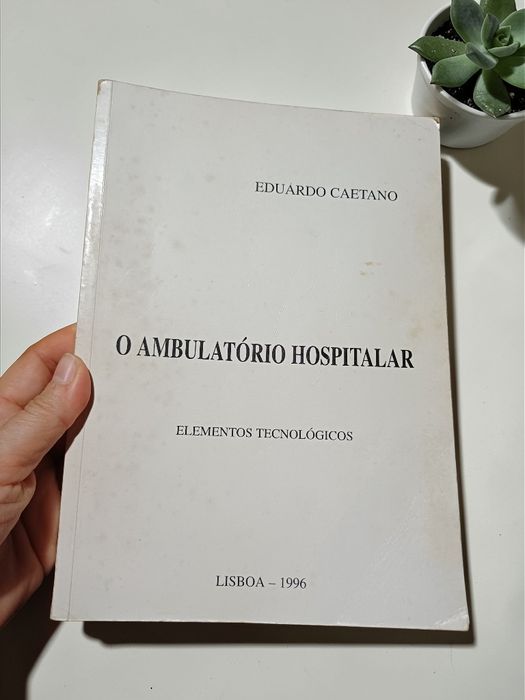 EDUARDO CAETANO
O AMBULATÓRIO HOSPITALAR
ELEMENTOS TECNOLÓGICOS
LISBOA – 1996